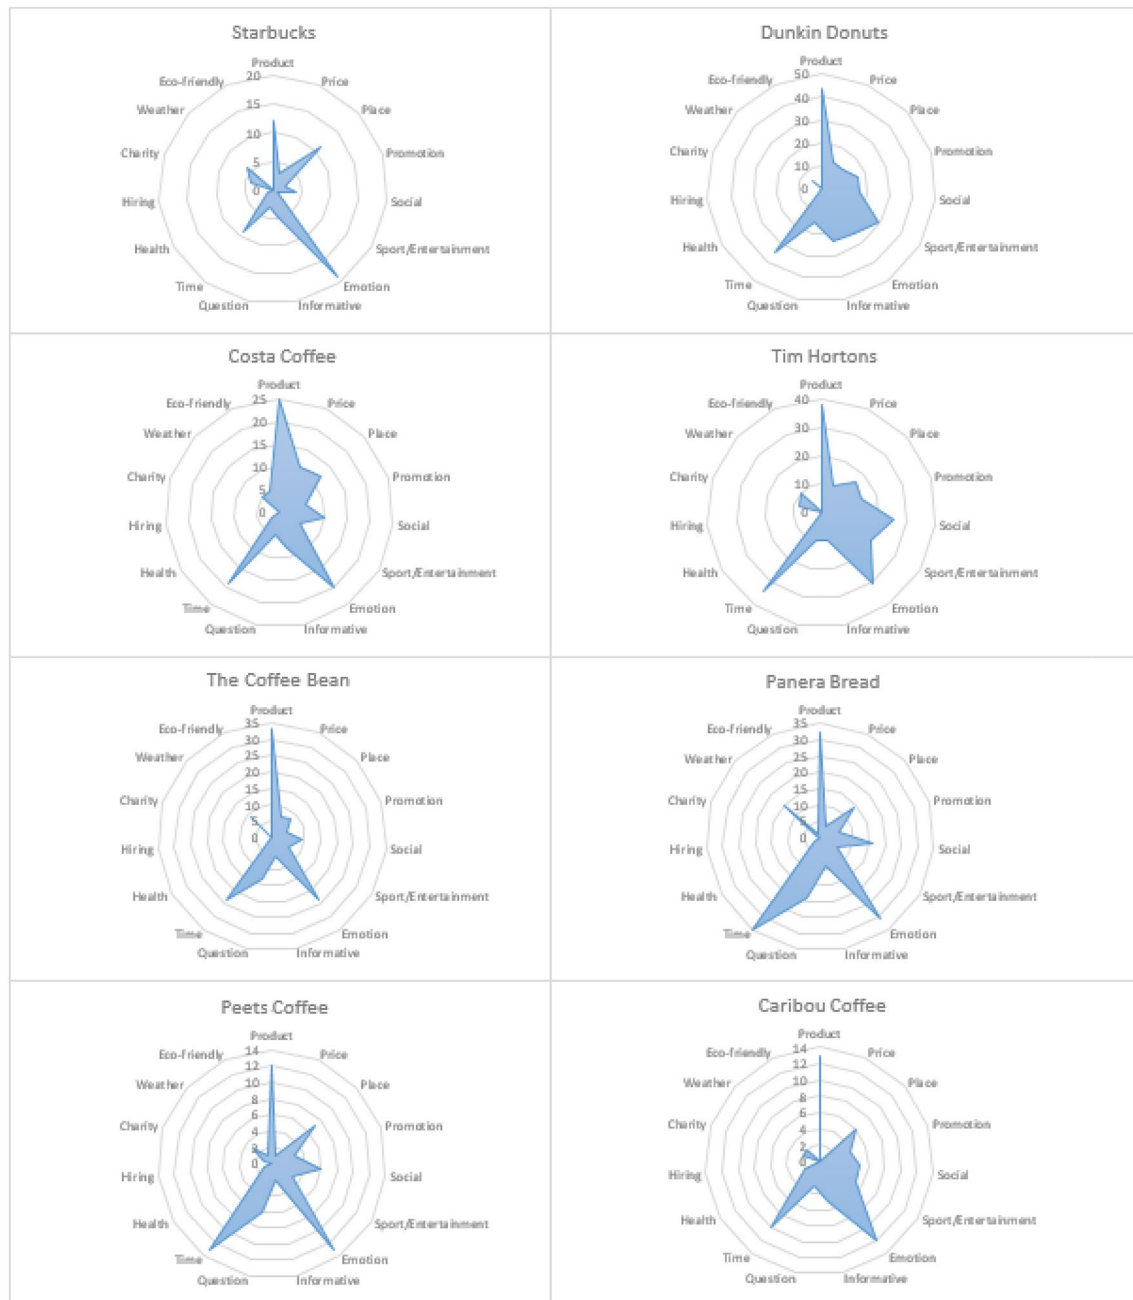 Starbucks
Product
20
Eco-friendly
Price
15
Weather
Place
10
Charity
Promotion
5
0
Hiring
Social
Health
Sport/Entertainment
Time
Emotion
Question
Informative
Dunkin Donuts
Product
50
Eco-friendly
Price
40
Weather
Place
30
20
Charity
Promotion
10
0
Hiring
Social
Health
Sport/Entertainment
Time
Emotion
Question
Informative
Costa Coffee
Product
25
Eco-friendly
Price
20
Weather
Place
15
10
Charity
Promotion
5
0
Hiring
Social
Health
Sport/Entertainment
Time
Emotion
Question
Informative
Tim Hortons
Product
40
Eco-friendly
Price
30
Weather
Place
20
Charity
Promotion
10
0
Hiring
Social
Health
Sport/Entertainment
Time
Emotion
Question
Informative
The Coffee Bean
Product
35
Eco-friendly
Price
30
25
Weather
Place
20
15
Charity
Promotion
10
5
0
Hiring
Social
Health
Sport/Entertainment
Time
Emotion
Question
Informative
Panera Bread
Product
35
Eco-friendly
Price
30
25
Weather
Place
20
15
Charity
Promotion
10
5
0
Hiring
Social
Health
Sport/Entertainment
Time
Emotion
Question
Informative
Peets Coffee
Product
14
Eco-friendly
Price
12
10
Weather
Place
8
6
Charity
Promotion
4
2
0
Hiring
Social
Health
Sport/Entertainment
Time
Emotion
Question
Informative
Caribou Coffee
Product
14
Eco-friendly
Price
12
10
Weather
Place
8
6
Charity
Promotion
4
2
0
Hiring
Social
Health
Sport/Entertainment
Time
Emotion
Question
Informative